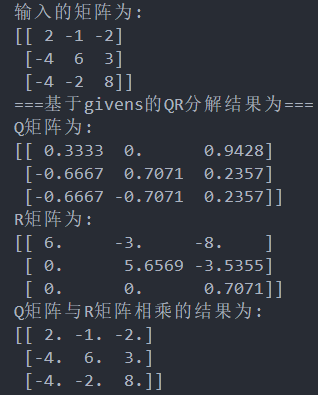 输入的矩阵为:
[[ 2 -1 -2]
 [-4  6  3]
 [-4 -2  8]]
===基于givens的QR分解结果为===
Q矩阵为:
[[ 0.3333  0.      0.9428]
 [-0.6667  0.7071  0.2357]
 [-0.6667 -0.7071  0.2357]]
R矩阵为:
[[ 6.     -3.     -8.    ]
 [ 0.      5.6569 -3.5355]
 [ 0.      0.      0.7071]]
Q矩阵与R矩阵相乘的结果为:
[[ 2. -1. -2.]
 [-4.  6.  3.]
 [-4. -2.  8.]]